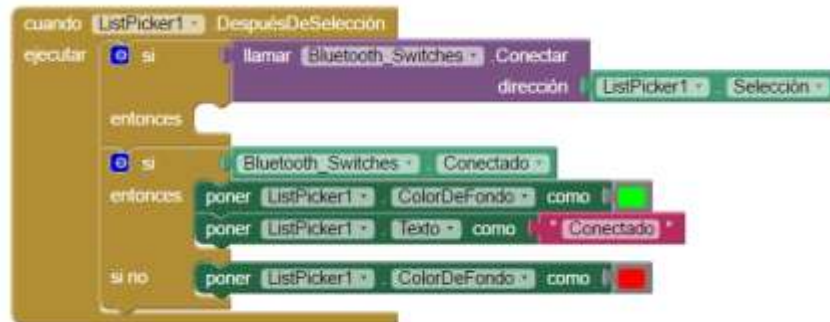 cuando ListPicker1 DespuésDeSelección
ejecutar si llamar Bluetooth_Switches .Conectar
dirección ListPicker1 . Selección
entonces
si Bluetooth_Switches . Conectado
entonces poner ListPicker1 . ColorDeFondo como
poner ListPicker1 . Texto como " Conectado "
si no poner ListPicker1 . ColorDeFondo como